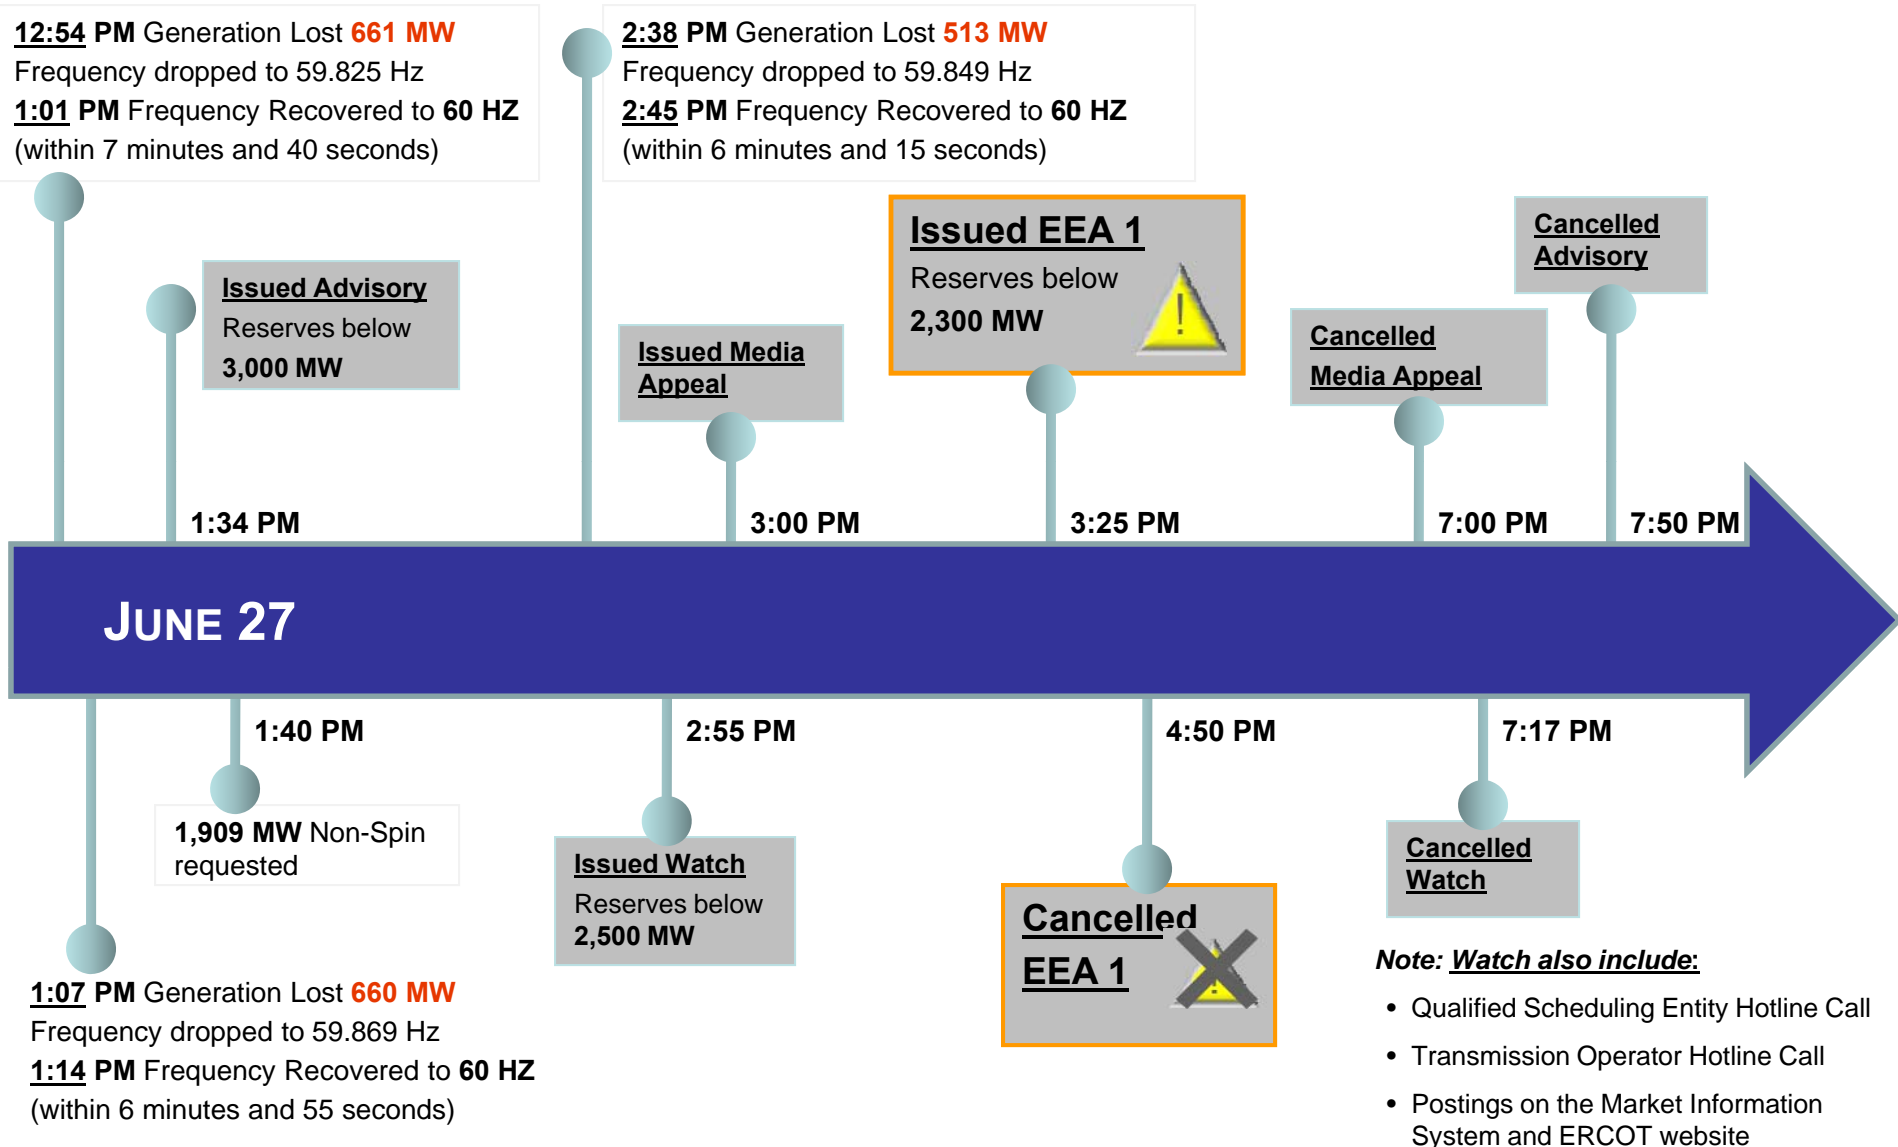 12:54 PM Generation Lost 661 MW
Frequency dropped to 59.825 Hz
1:01 PM Frequency Recovered to 60 HZ
(within 7 minutes and 40 seconds)
2:38 PM Generation Lost 513 MW
Frequency dropped to 59.849 Hz
2:45 PM Frequency Recovered to 60 HZ
(within 6 minutes and 15 seconds)
Issued Advisory
Reserves below
3,000 MW
Issued Media
Appeal
Issued EEA 1
Reserves below
2,300 MW
!
Cancelled
Media Appeal
Cancelled
Advisory
1:34 PM
3:00 PM
3:25 PM
7:00 PM
7:50 PM
JUNE 27
1:40 PM
2:55 PM
4:50 PM
7:17 PM
1,909 MW Non-Spin
requested
Issued Watch
Reserves below
2,500 MW
Cancelled
EEA 1
Cancelled
Watch
1:07 PM Generation Lost 660 MW
Frequency dropped to 59.869 Hz
1:14 PM Frequency Recovered to 60 HZ
(within 6 minutes and 55 seconds)
Note: Watch also include:
• Qualified Scheduling Entity Hotline Call
• Transmission Operator Hotline Call
• Postings on the Market Information
System and ERCOT website